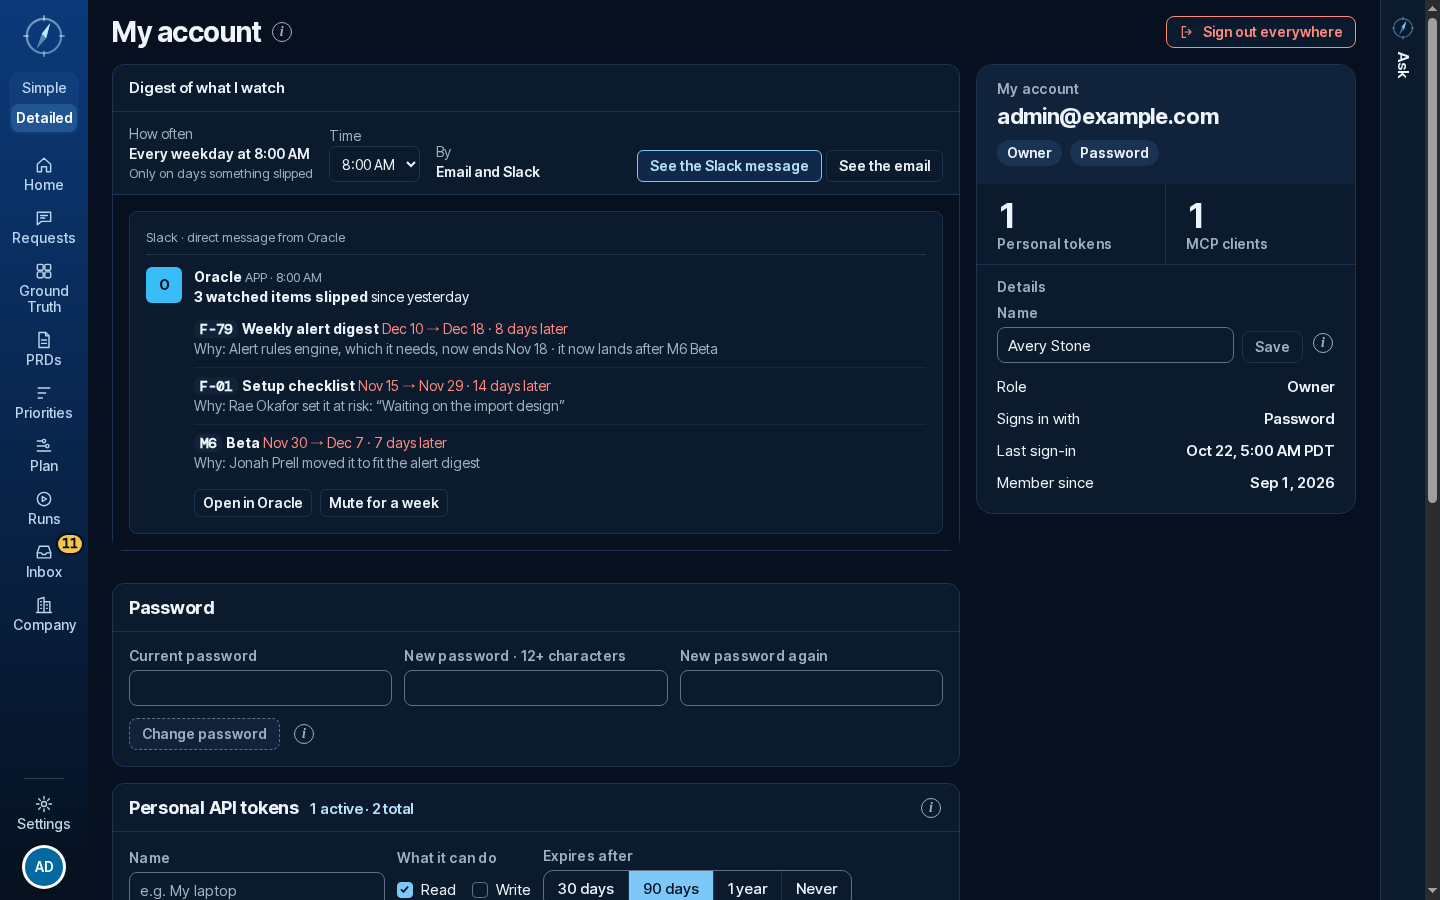 Simple
Detailed
Home
Requests
Ground
Truth
PRDs
Priorities
Plan
Runs
11
Inbox
Company
Settings
AD
My account
Sign out everywhere
Digest of what I watch
How often
Every weekday at 8:00 AM
Only on days something slipped
Time
8:00 AM
By
Email and Slack
See the Slack message
See the email
Slack · direct message from Oracle
O
Oracle APP · 8:00 AM
3 watched items slipped since yesterday
F-79 Weekly alert digest Dec 10 → Dec 18 · 8 days later
Why: Alert rules engine, which it needs, now ends Nov 18 · it now lands after M6 Beta
F-01 Setup checklist Nov 15 → Nov 29 · 14 days later
Why: Rae Okafor set it at risk: “Waiting on the import design”
M6 Beta Nov 30 → Dec 7 · 7 days later
Why: Jonah Prell moved it to fit the alert digest
Open in Oracle
Mute for a week
Password
Current password
New password · 12+ characters
New password again
Change password
Personal API tokens 1 active · 2 total
Name
e.g. My laptop
What it can do
Read
Write
Expires after
30 days
90 days
1 year
Never
My account
admin@example.com
Owner
Password
1
Personal tokens
1
MCP clients
Details
Name
Avery Stone
Save
Role Owner
Signs in with Password
Last sign-in Oct 22, 5:00 AM PDT
Member since Sep 1, 2026
Ask